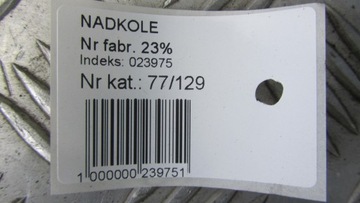 NADKOLE
Nr fabr. 23%
Indeks: 023975
Nr kat.: 77/129
1 000000 239751